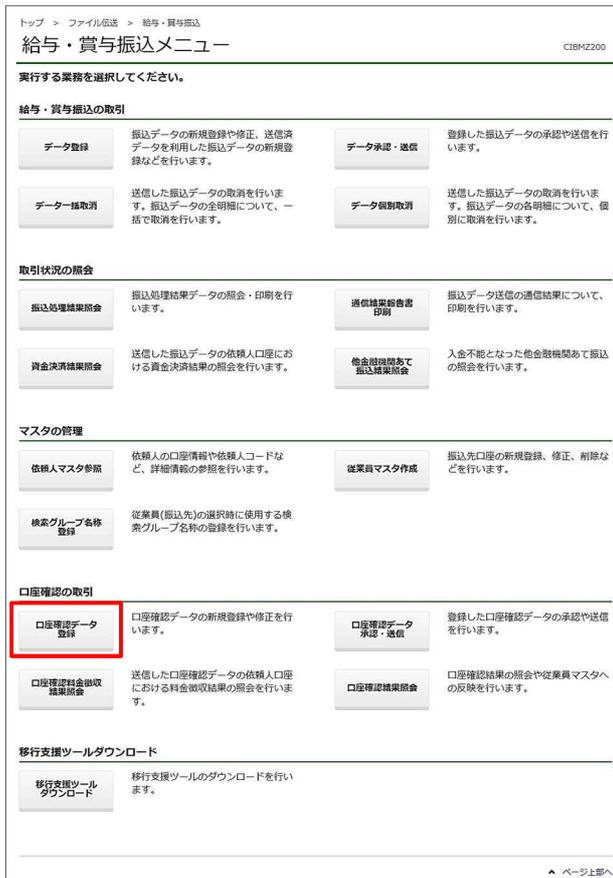 トップ > ファイル伝送 > 給与・賞与振込
給与・賞与振込メニュー
CIBMZ200
実行する業務を選択してください。
給与・賞与振込の取引
データ登録
振込データの新規登録や修正、送信済
データを利用した振込データの新規登
録などを行います。
データ承認・送信
登録した振込データの承認や送信を行
います。
データ一括取消
送信した振込データの取消を行いま
す。振込データの全明細について、一
括で取消を行います。
データ個別取消
送信した振込データの取消を行いま
す。振込データの各明細について、個
別に取消を行います。
取引状況の照会
振込処理結果照会
振込処理結果データの照会・印刷を行
います。
通信結果報告書
印刷
振込データ送信の通信結果について、
印刷を行います。
資金決済結果照会
送信した振込データの依頼人口座にお
ける資金決済結果の照会を行います。
他金融機関あて
振込結果照会
入金不能となった他金融機関あて振込
の照会を行います。
マスタの管理
依頼人マスタ参照
依頼人の口座情報や依頼人コードな
ど、詳細情報の参照を行います。
従業員マスタ作成
振込先口座の新規登録、修正、削除な
どを行います。
検索グループ名称
登録
従業員(振込先)の選択時に使用する検
索グループ名称の登録を行います。
口座確認の取引
口座確認データ
登録
口座確認データの新規登録や修正を行
います。
口座確認データ
承認・送信
登録した口座確認データの承認や送信
を行います。
口座確認料金徴収
結果照会
送信した口座確認データの依頼人口座
における料金徴収結果の照会を行いま
す。
口座確認結果照会
口座確認結果の照会や従業員マスタへ
の反映を行います。
移行支援ツールダウンロード
移行支援ツール
ダウンロード
移行支援ツールのダウンロードを行い
ます。
ページ上部へ